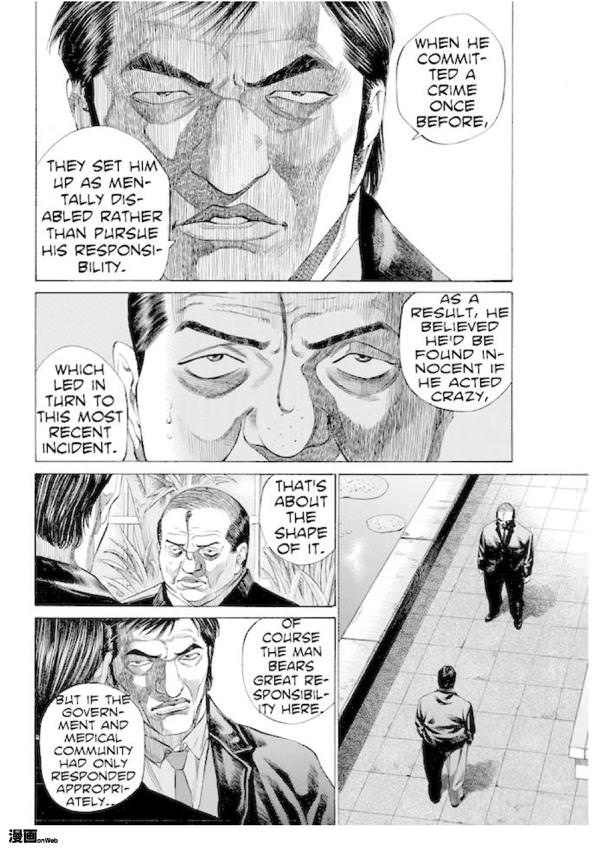 WHEN HE
COMMIT-
TED A
CRIME
ONCE
BEFORE,
THEY SET HIM
UP AS MEN-
TALLY DIS-
ABLED RATHER
THAN PURSUE
HIS RESPONSI-
BILITY.
AS A
RESULT, HE
BELIEVED
HE'D BE
FOUND IN-
NOCENT IF
HE ACTED
CRAZY,
WHICH
LED IN
TURN TO
THIS MOST
RECENT
INCIDENT.
THAT'S
ABOUT
THE
SHAPE
OF IT.
OF
COURSE
THE MAN
BEARS
GREAT RE-
SPONSIBIL-
ITY HERE.
BUT IF THE
GOVERN-
MENT AND
MEDICAL
COMMUNITY
HAD ONLY
RESPONDED
APPROPRI-
ATELY...
漫画onWeb